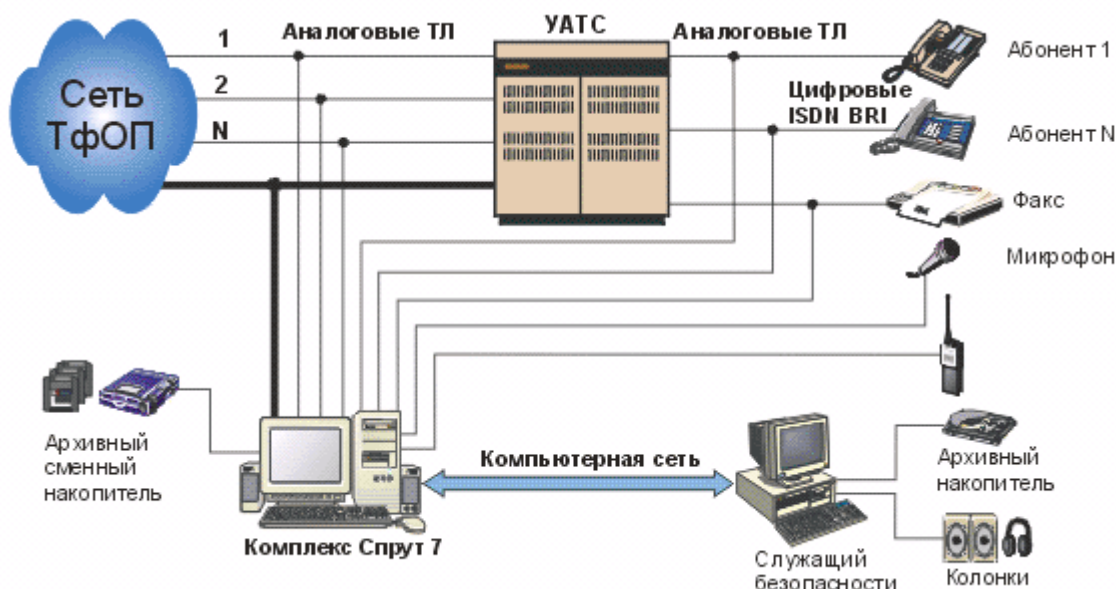 УАТС
1
Аналоговые ТЛ
Аналоговые ТЛ
Абонент 1
Сеть
ТфОП
2
Цифровые
ISDN BRI
N
Абонент N
Факс
Микрофон
Архивный
сменный
накопитель
Компьютерная сеть
Архивный
накопитель
Комплекс Спрут 7
Служащий
безопасности
Колонки